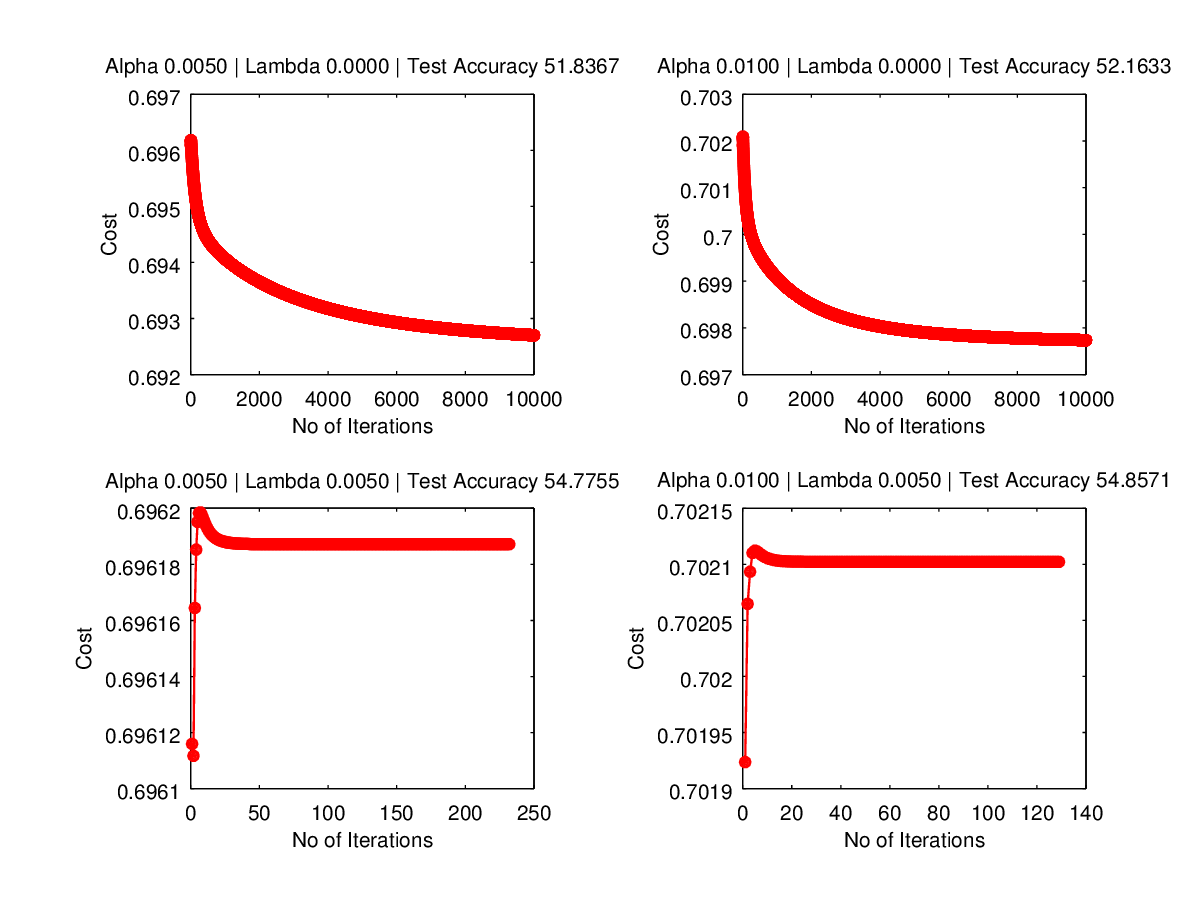 Alpha 0.0050 | Lambda 0.0000 | Test Accuracy 51.8367
0.697
0.696
0.695
0.694
0.693
0.692
Cost
0 2000 4000 6000 8000 10000
No of Iterations
Alpha 0.0100 | Lambda 0.0000 | Test Accuracy 52.1633
0.703
0.702
0.701
0.7
0.699
0.698
0.697
Cost
0 2000 4000 6000 8000 10000
No of Iterations
Alpha 0.0050 | Lambda 0.0050 | Test Accuracy 54.7755
0.6962
0.69618
0.69616
0.69614
0.69612
0.6961
Cost
0 50 100 150 200 250
No of Iterations
Alpha 0.0100 | Lambda 0.0050 | Test Accuracy 54.8571
0.70215
0.7021
0.70205
0.702
0.70195
0.7019
Cost
0 20 40 60 80 100 120 140
No of Iterations